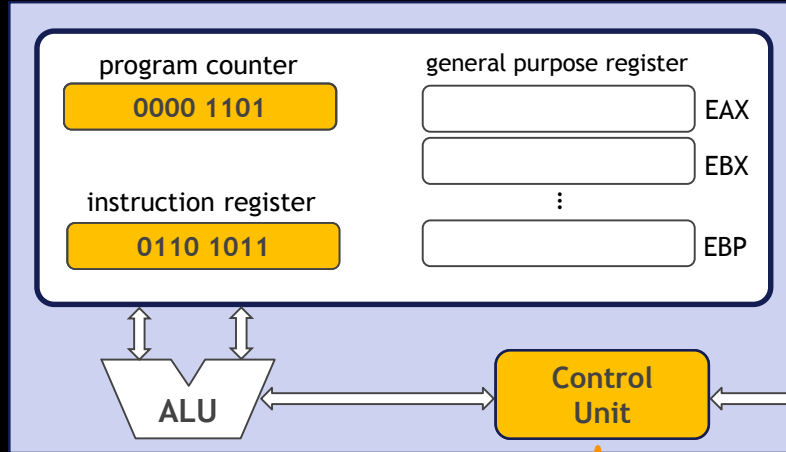 program counter
0000 1101
instruction register
0110 1011
general purpose register
EAX
EBX
...
EBP
ALU
Control
Unit